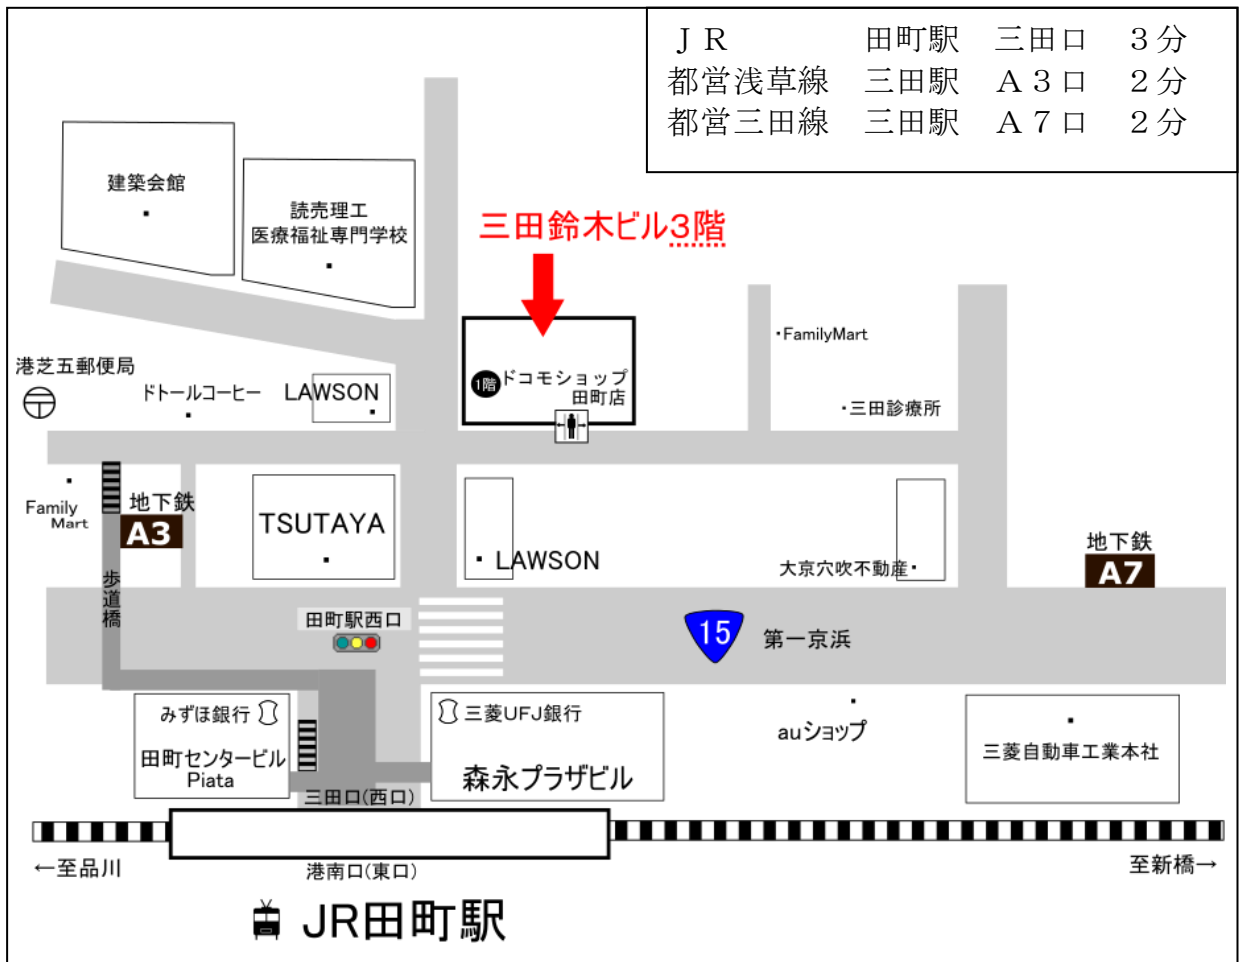 ＪＲ　田町駅　三田口　３分
都営浅草線　三田駅　Ａ３口　２分
都営三田線　三田駅　Ａ７口　２分
建築会館
読売理工
医療福祉専門学校
三田鈴木ビル3階
FamilyMart
港芝五郵便局
ドトールコーヒー
LAWSON
1階
ドコモショップ
田町店
三田診療所
Family
Mart
地下鉄
A3
TSUTAYA
LAWSON
大京穴吹不動産
地下鉄
A7
歩道橋
田町駅西口
15
第一京浜
みずほ銀行
田町センタービル
Piata
三菱UFJ銀行
森永プラザビル
auショップ
三菱自動車工業本社
三田口(西口)
←至品川
港南口(東口)
至新橋→
JR田町駅